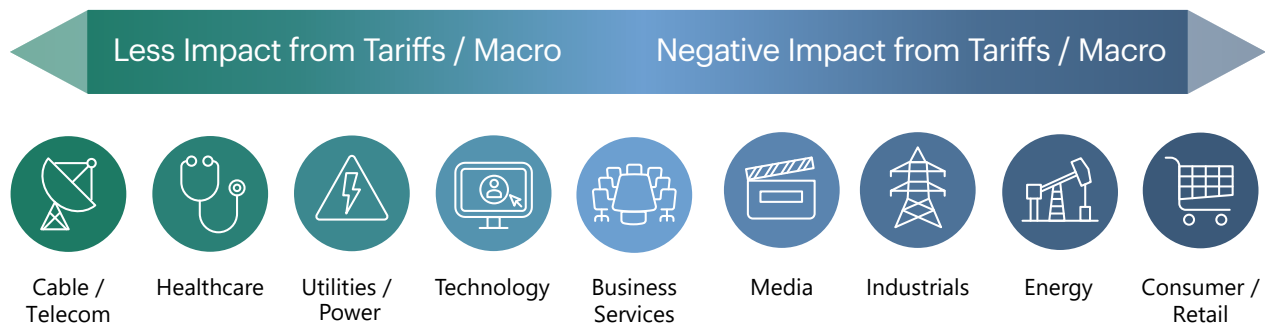 Less Impact from Tariffs / Macro
Negative Impact from Tariffs / Macro
Cable /
Telecom
Healthcare
Utilities /
Power
Technology
Business
Services
Media
Industrials
Energy
Consumer /
Retail